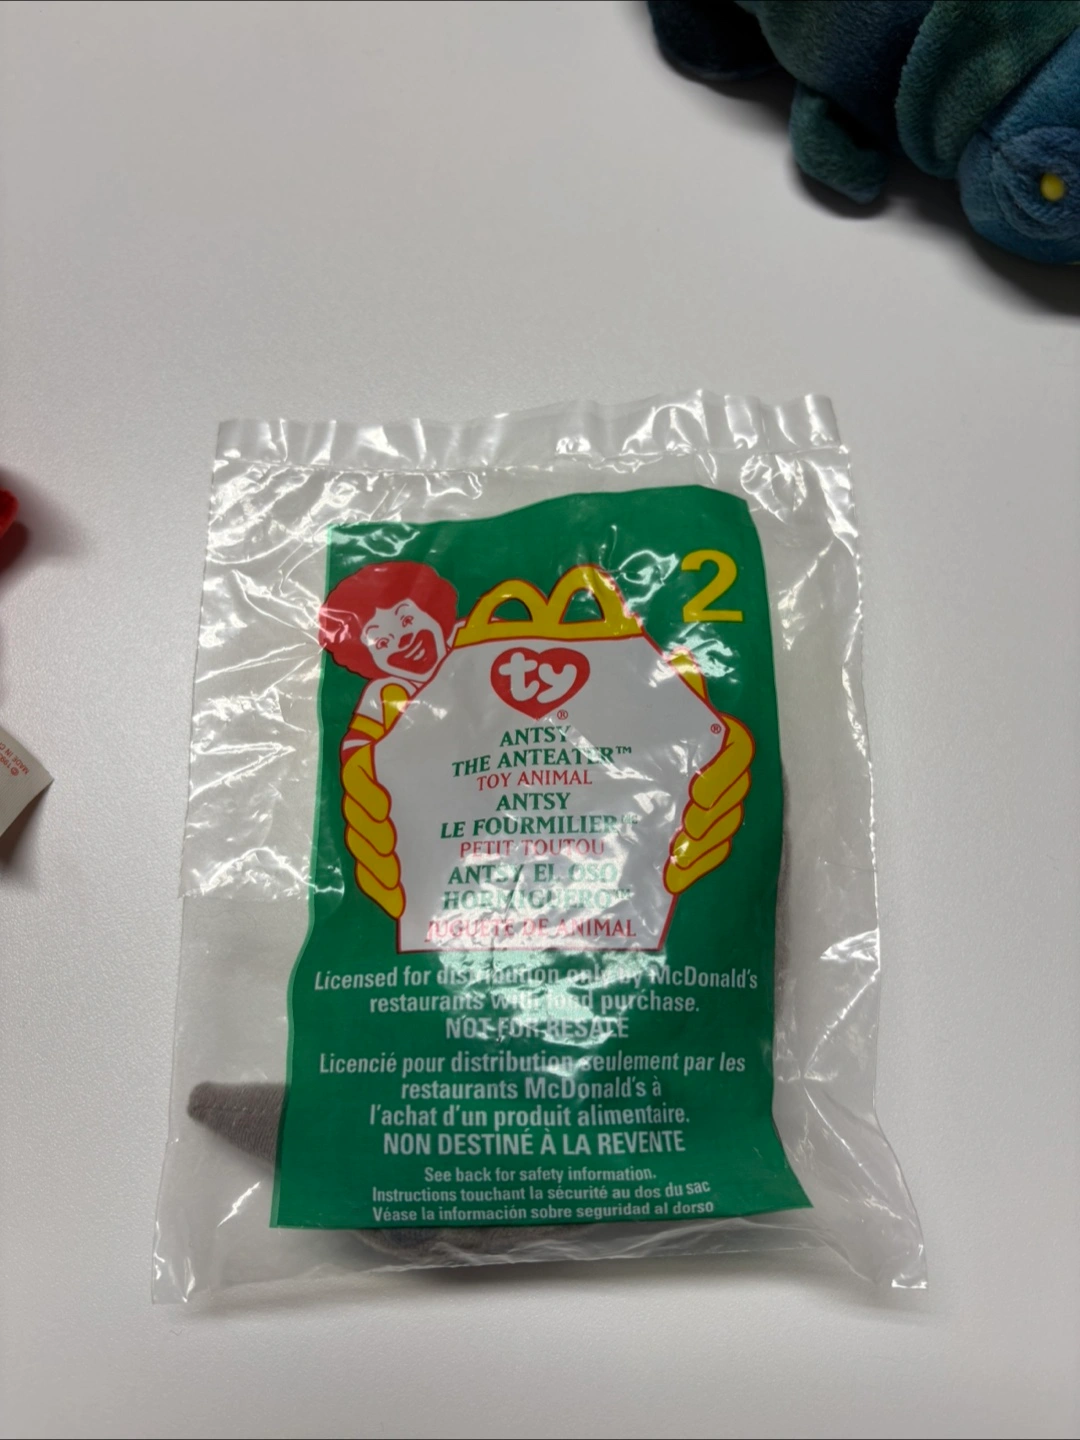 2
ty
®
®
ANTSY
THE ANTEATER™
TOY ANIMAL
ANTSY
LE FOURMILIER™
PETIT TOUTOU
ANTSY EL OSO
HORMIGUERO™
JUGUETE DE ANIMAL
Licensed for distribution only by McDonald's
restaurants with food purchase.
NOT FOR RESALE
Licencié pour distribution seulement par les
restaurants McDonald's à
l'achat d'un produit alimentaire.
NON DESTINÉ À LA REVENTE
See back for safety information.
Instructions touchant la sécurité au dos du sac
Véase la información sobre seguridad al dorso